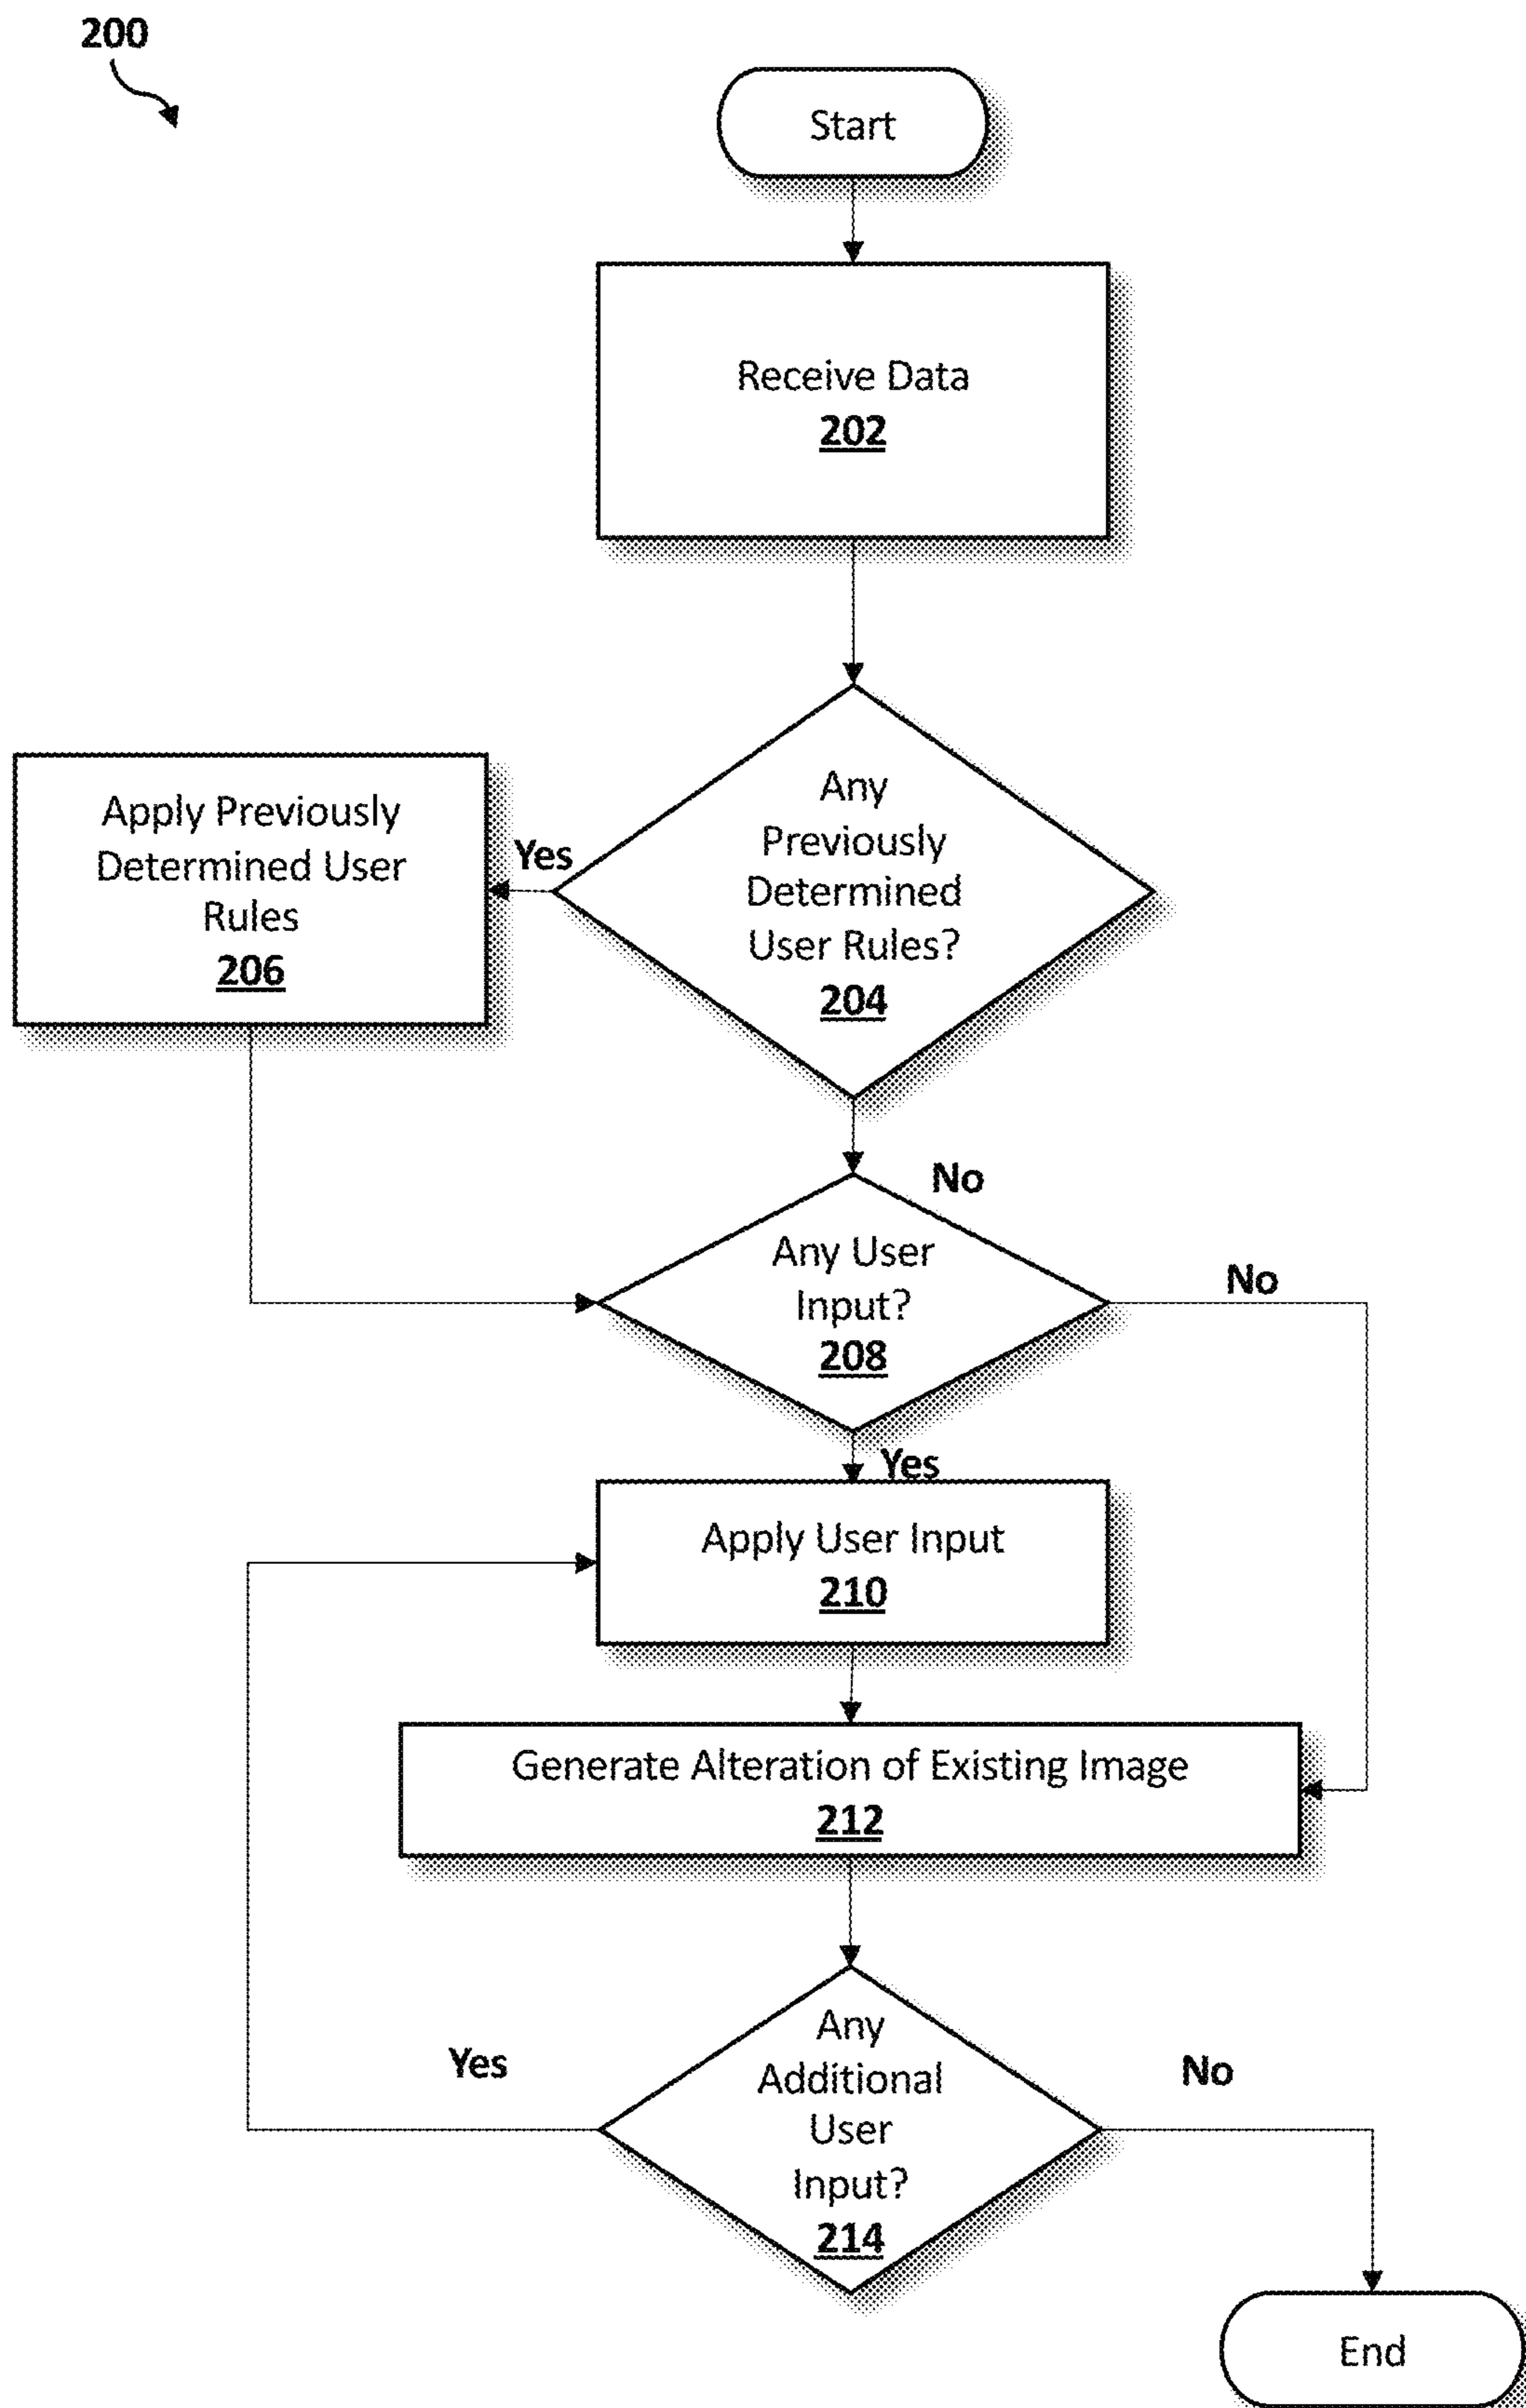 200
Start
Receive Data
202
Any
Previously
Determined
User Rules?
204
Yes
Apply Previously
Determined User
Rules
206
No
Any User
Input?
208
No
Yes
Apply User Input
210
Generate Alteration of Existing Image
212
Any
Additional
User
Input?
214
Yes
No
End